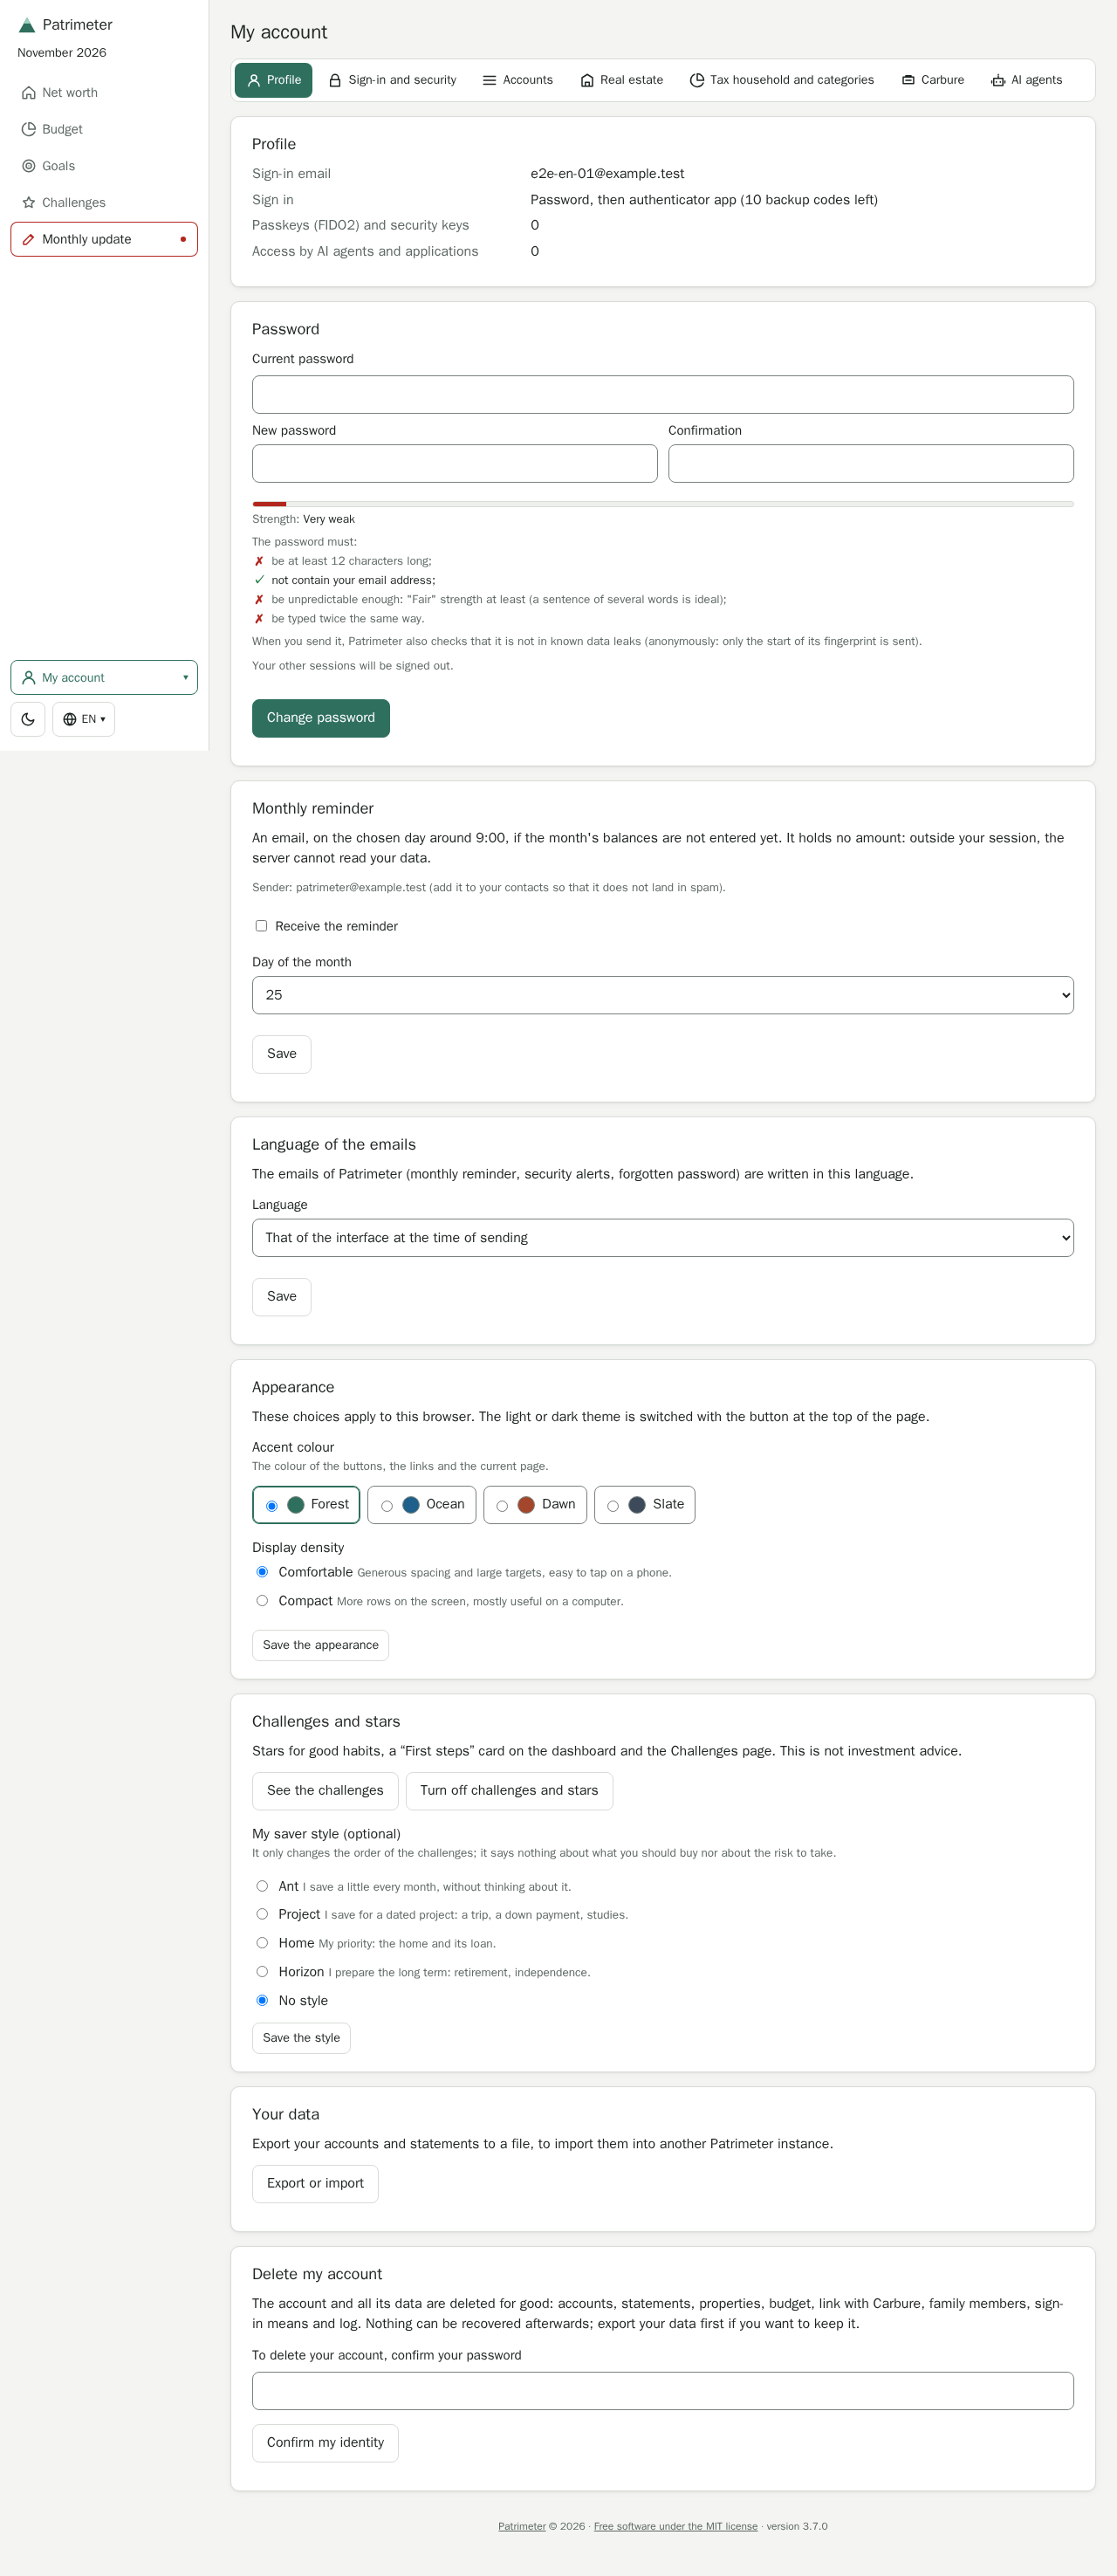 Patrimeter
November 2026
Net worth
Budget
Goals
Challenges
Monthly update
My account
EN
My account
Profile
Sign-in and security
Accounts
Real estate
Tax household and categories
Carbure
AI agents
Profile
Sign-in email e2e-en-01@example.test
Sign in Password, then authenticator app (10 backup codes left)
Passkeys (FIDO2) and security keys 0
Access by AI agents and applications 0
Password
Current password
New password Confirmation
Strength: Very weak
The password must:
✗ be at least 12 characters long;
✓ not contain your email address;
✗ be unpredictable enough: "Fair" strength at least (a sentence of several words is ideal);
✗ be typed twice the same way.
When you send it, Patrimeter also checks that it is not in known data leaks (anonymously: only the start of its fingerprint is sent).
Your other sessions will be signed out.
Change password
Monthly reminder
An email, on the chosen day around 9:00, if the month's balances are not entered yet. It holds no amount: outside your session, the
server cannot read your data.
Sender: patrimeter@example.test (add it to your contacts so that it does not land in spam).
Receive the reminder
Day of the month
25
Save
Language of the emails
The emails of Patrimeter (monthly reminder, security alerts, forgotten password) are written in this language.
Language
That of the interface at the time of sending
Save
Appearance
These choices apply to this browser. The light or dark theme is switched with the button at the top of the page.
Accent colour
The colour of the buttons, the links and the current page.
Forest Ocean Dawn Slate
Display density
Comfortable Generous spacing and large targets, easy to tap on a phone.
Compact More rows on the screen, mostly useful on a computer.
Save the appearance
Challenges and stars
Stars for good habits, a “First steps” card on the dashboard and the Challenges page. This is not investment advice.
See the challenges Turn off challenges and stars
My saver style (optional)
It only changes the order of the challenges; it says nothing about what you should buy nor about the risk to take.
Ant I save a little every month, without thinking about it.
Project I save for a dated project: a trip, a down payment, studies.
Home My priority: the home and its loan.
Horizon I prepare the long term: retirement, independence.
No style
Save the style
Your data
Export your accounts and statements to a file, to import them into another Patrimeter instance.
Export or import
Delete my account
The account and all its data are deleted for good: accounts, statements, properties, budget, link with Carbure, family members, sign-
in means and log. Nothing can be recovered afterwards; export your data first if you want to keep it.
To delete your account, confirm your password
Confirm my identity
Patrimeter © 2026 · Free software under the MIT license · version 3.7.0